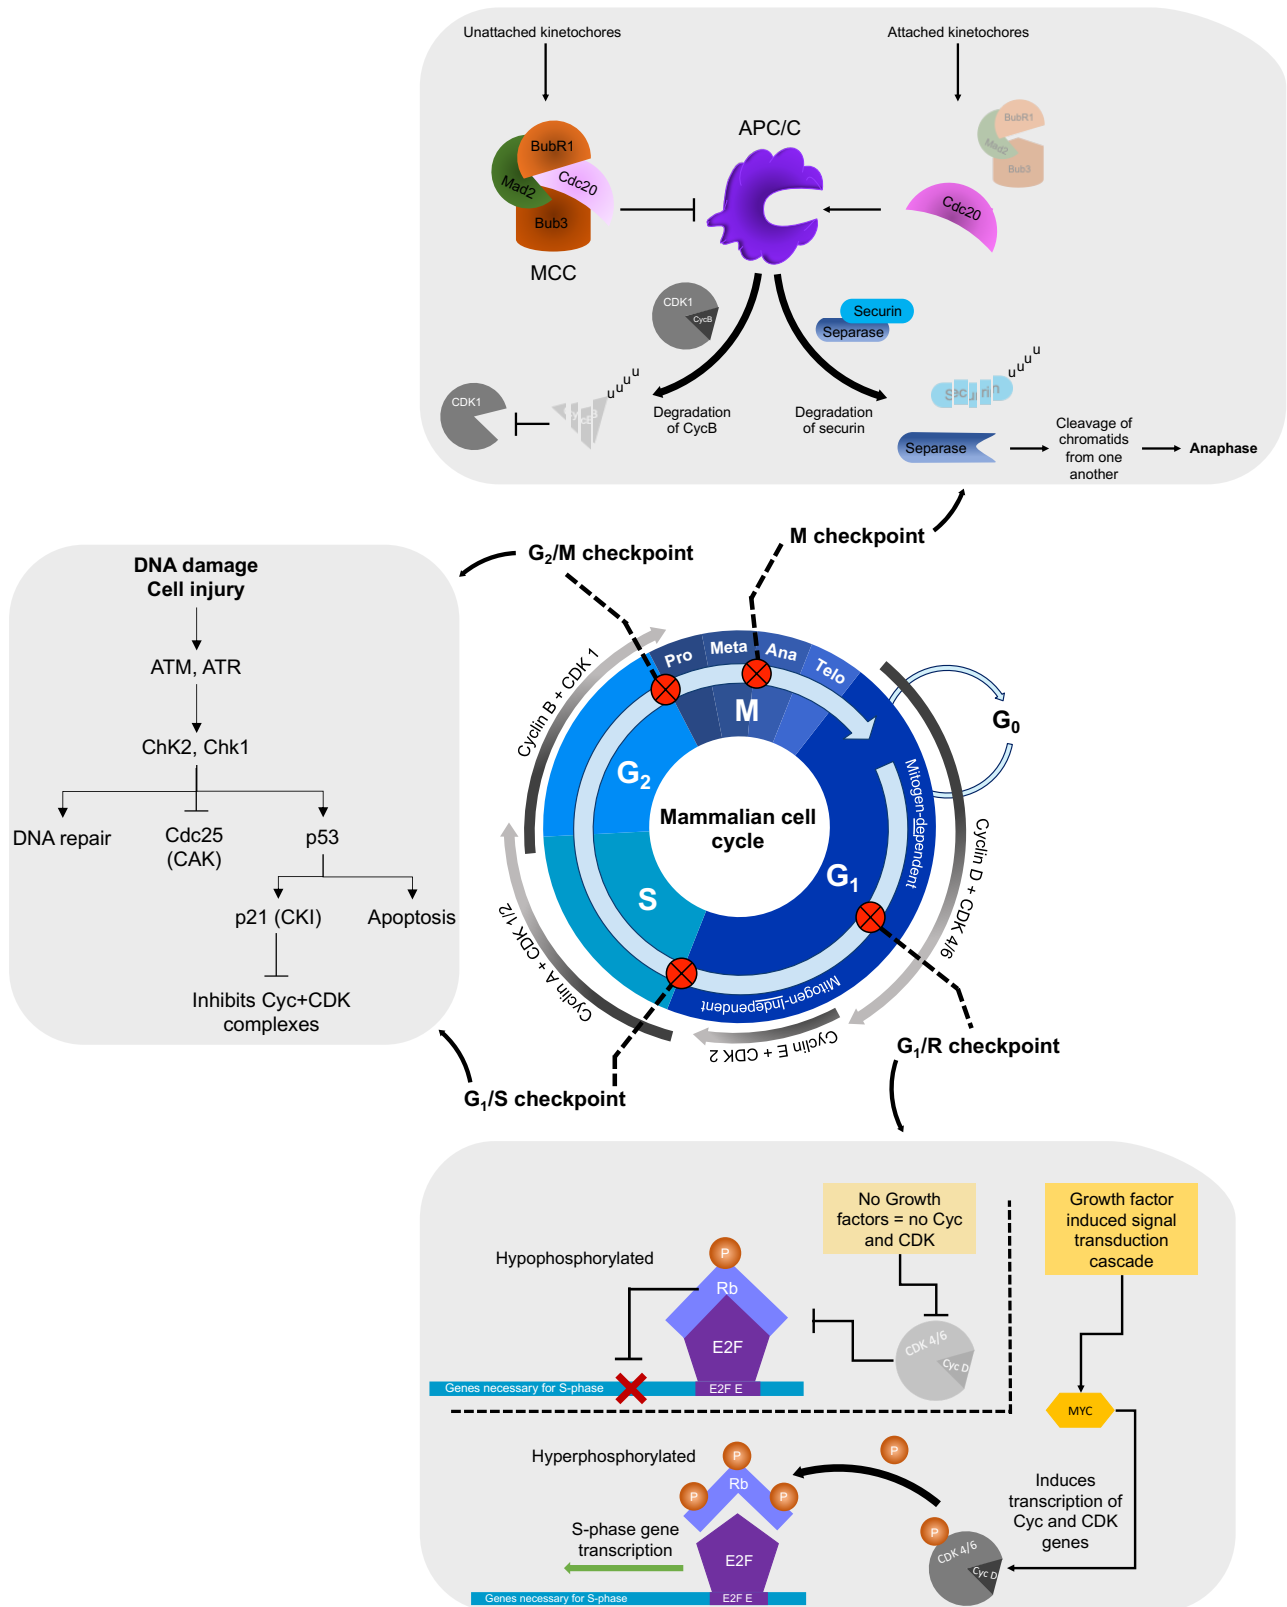 Unattached kinetochores
Attached kinetochores
APC/C
BubR1
Mad2
Cdc20
Bub3
MCC
BubR1
Mad2
Bub3
Cdc20
CDK1
CycB
Securin
Separase
u u u u
u u u u
CDK1
CycB
Securin
Degradation
of CycB
Degradation
of securin
Separase
Cleavage of
chromatids
from one
another
Anaphase
M checkpoint
G₂/M checkpoint
DNA damage
Cell injury
ATM, ATR
ChK2, Chk1
DNA repair
Cdc25
(CAK)
p53
p21 (CKI)
Apoptosis
Inhibits Cyc+CDK
complexes
Pro
Meta
Ana
Telo
M
Cyclin B + CDK 1
G₂
G₀
Mammalian cell
cycle
Mitogen-dependent
Cyclin D + CDK 4/6
G₁
S
Cyclin A + CDK 1/2
Mitogen-Independent
Cyclin E + CDK 2
G₁/R checkpoint
G₁/S checkpoint
No Growth
factors = no Cyc
and CDK
Growth factor
induced signal
transduction
cascade
Hypophosphorylated
P
Rb
E2F
CDK 4/6
Cyc D
Genes necessary for S-phase
E2F E
MYC
Hyperphosphorylated
P
P
P
P
Rb
Induces
transcription of
Cyc and CDK
genes
P
CDK 4/6
Cyc D
S-phase gene
transcription
E2F
Genes necessary for S-phase
E2F E